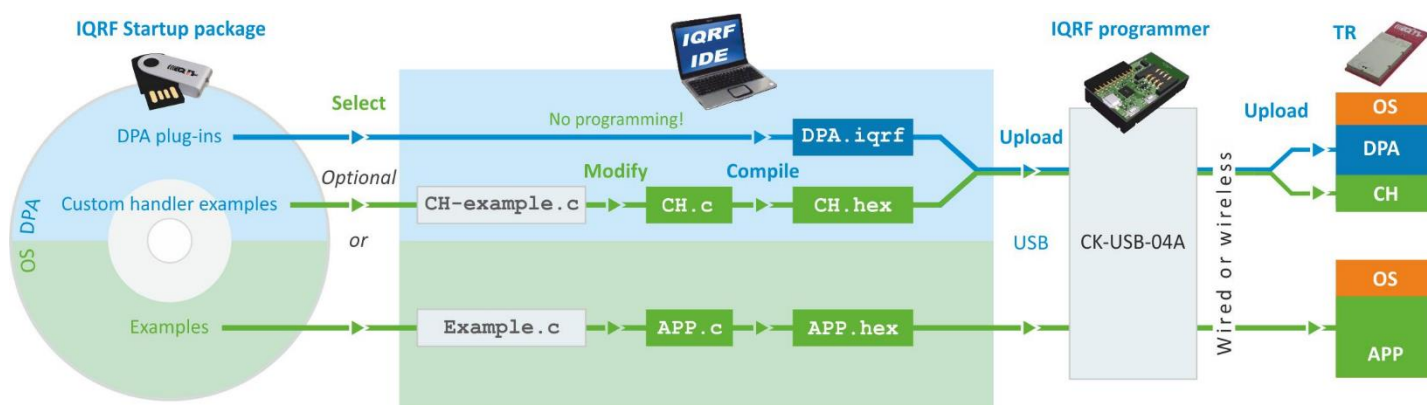 IQRF Startup package
IQRF IDE
IQRF programmer
TR
Select
DPA plug-ins
No programming!
DPA.iqrf
Upload
Upload
OS
DPA
CH
Optional
Modify
Compile
Custom handler examples
CH-example.c
CH.c
CH.hex
DPA
OS
or
USB
CK-USB-04A
Wired or wireless
Examples
Example.c
APP.c
APP.hex
OS
APP